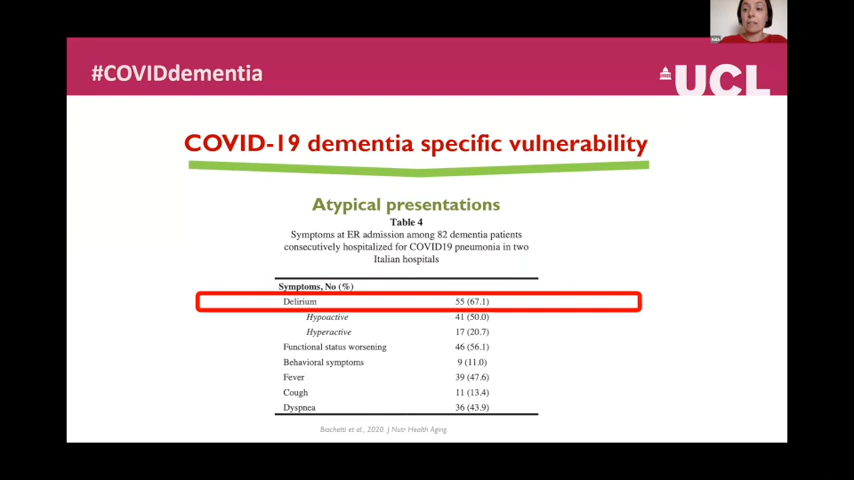 #COVIDdementia
UCL
COVID-19 dementia specific vulnerability
Atypical presentations
Table 4
Symptoms at ER admission among 82 dementia patients
consecutively hospitalized for COVID19 pneumonia in two
Italian hospitals
Symptoms, No (%)
Delirium 55 (67.1)
Hypoactive 41 (50.0)
Hyperactive 17 (20.7)
Functional status worsening 46 (56.1)
Behavioral symptoms 9 (11.0)
Fever 39 (47.6)
Cough 11 (13.4)
Dyspnea 36 (43.9)
Biachetti et al., 2020. J Nutr Health Aging.